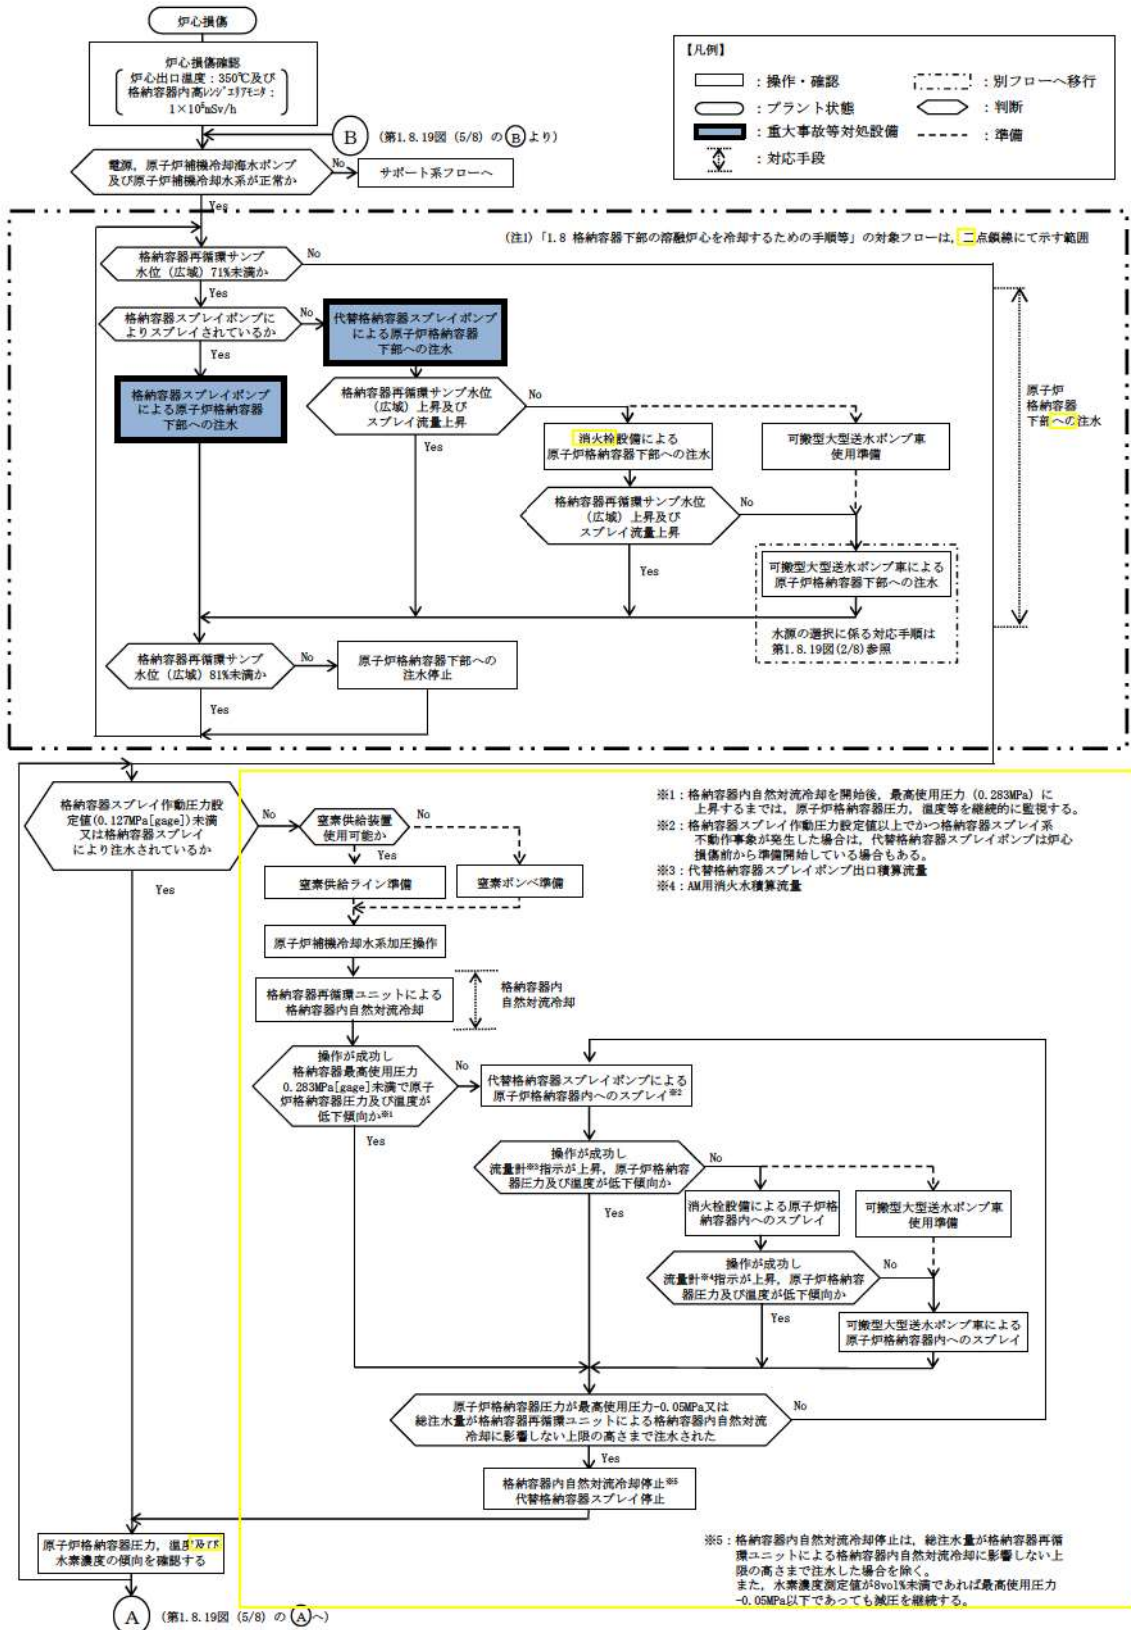 炉心損傷
炉心損傷確認
炉心出口温度：350℃及び
格納容器内高ﾚﾝｼﾞｴﾘｱﾓﾆﾀ：
1×10⁵mSv/h
【凡例】
：操作・確認
：別フローへ移行
：プラント状態
：判断
：重大事故等対処設備
：準備
：対応手段
B （第1.8.19図 (5/8) の B より）
電源，原子炉補機冷却海水ポンプ
及び原子炉補機冷却水系が正常か
No
サポート系フローへ
Yes
(注1)「1.8 格納容器下部の溶融炉心を冷却するための手順等」の対象フローは，二点鎖線にて示す範囲
格納容器再循環サンプ
水位（広域）71%未満か
No
Yes
格納容器スプレイポンプに
よりスプレイされているか
No
Yes
代替格納容器スプレイポンプ
による原子炉格納容器
下部への注水
格納容器スプレイポンプ
による原子炉格納容器
下部への注水
格納容器再循環サンプ水位
（広域）上昇及び
スプレイ流量上昇
No
Yes
消火栓設備による
原子炉格納容器下部への注水
可搬型大型送水ポンプ車
使用準備
原子炉
格納容器
下部への注水
格納容器再循環サンプ水位
（広域）上昇及び
スプレイ流量上昇
No
Yes
可搬型大型送水ポンプ車による
原子炉格納容器下部への注水
水源の選択に係る対応手順は
第1.8.19図(2/8)参照
格納容器再循環サンプ
水位（広域）81%未満か
No
Yes
原子炉格納容器下部への
注水停止
格納容器スプレイ作動圧力設
定値(0.127MPa[gage])未満
又は格納容器スプレイ
により注水されているか
No
Yes
窒素供給装置
使用可能か
No
Yes
窒素供給ライン準備
窒素ボンベ準備
※1：格納容器内自然対流冷却を開始後，最高使用圧力（0.283MPa）に
上昇するまでは，原子炉格納容器圧力，温度等を継続的に監視する。
※2：格納容器スプレイ作動圧力設定値以上でかつ格納容器スプレイ系
不動作事象が発生した場合は，代替格納容器スプレイポンプは炉心
損傷前から準備開始している場合もある。
※3：代替格納容器スプレイポンプ出口積算流量
※4：AM用消火水積算流量
原子炉補機冷却水系加圧操作
格納容器再循環ユニットによる
格納容器内自然対流冷却
格納容器内
自然対流冷却
操作が成功し
格納容器最高使用圧力
0.283MPa[gage]未満で原子
炉格納容器圧力及び温度が
低下傾向か※1
No
Yes
代替格納容器スプレイポンプによる
原子炉格納容器内へのスプレイ※2
操作が成功し
流量計※3指示が上昇，原子炉格納容
器圧力及び温度が低下傾向か
No
Yes
消火栓設備による原子炉格
納容器内へのスプレイ
可搬型大型送水ポンプ車
使用準備
操作が成功し
流量計※4指示が上昇，原子炉格納容
器圧力及び温度が低下傾向か
No
Yes
可搬型大型送水ポンプ車による
原子炉格納容器内へのスプレイ
原子炉格納容器圧力が最高使用圧力-0.05MPa又は
総注水量が格納容器再循環ユニットによる格納容器内自然対流
冷却に影響しない上限の高さまで注水された
No
Yes
格納容器内自然対流冷却停止※5
代替格納容器スプレイ停止
原子炉格納容器圧力，温度及び
水素濃度の傾向を確認する
※5：格納容器内自然対流冷却停止は，総注水量が格納容器再循
環ユニットによる格納容器内自然対流冷却に影響しない上
限の高さまで注水した場合を除く。
また，水素濃度測定値が8vol%未満であれば最高使用圧力
-0.05MPa以下であっても減圧を継続する。
A （第1.8.19図 (5/8) の A へ）